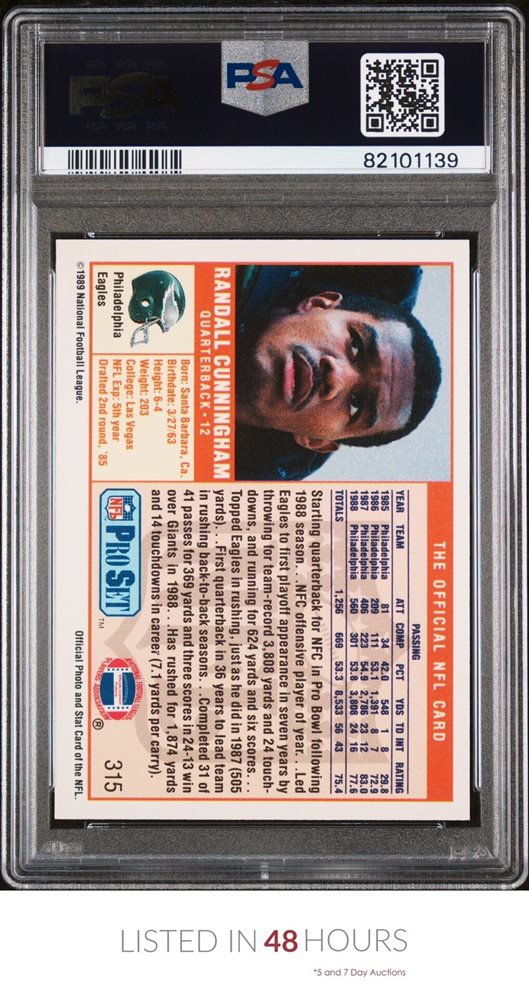 PSA
PSA
82101139
THE OFFICIAL NFL CARD
RANDALL CUNNINGHAM
QUARTERBACK • 12
Philadelphia
Eagles
Born: Santa Barbara, Ca.
Birthdate: 3/27/63
Height: 6-4
Weight: 203
College: Las Vegas
NFL Exp: 5th year
Drafted 2nd round, '85
PASSING
YEAR TEAM ATT COMP PCT YDS TD INT RATING
1985 Philadelphia 81 34 42.0 548 1 8 29.8
1986 Philadelphia 209 111 53.1 1,391 8 7 72.9
1987 Philadelphia 406 223 54.9 2,786 23 12 83.0
1988 Philadelphia 560 301 53.8 3,808 24 16 77.6
TOTALS 1,256 669 53.3 8,533 56 43 75.4
Starting quarterback for NFC in Pro Bowl following
1988 season. . .NFC offensive player of year. . .Led
Eagles to first playoff appearance in seven years by
throwing for team-record 3,808 yards and 24 touch-
downs, and running for 624 yards and six scores. . .
Topped Eagles in rushing, just as he did in 1987 (505
yards). . .First quarterback in 36 years to lead team
in rushing back-to-back seasons. . .Completed 31 of
41 passes for 369 yards and three scores in 24-13 win
over Giants in 1988. . .Has rushed for 1,874 yards
and 14 touchdowns in career (7.1 yards per carry).
NFL PRO SET ™
® 315
©1989 National Football League.
Official Photo and Stat Card of the NFL.
LISTED IN 48 HOURS
*5 and 7 Day Auctions